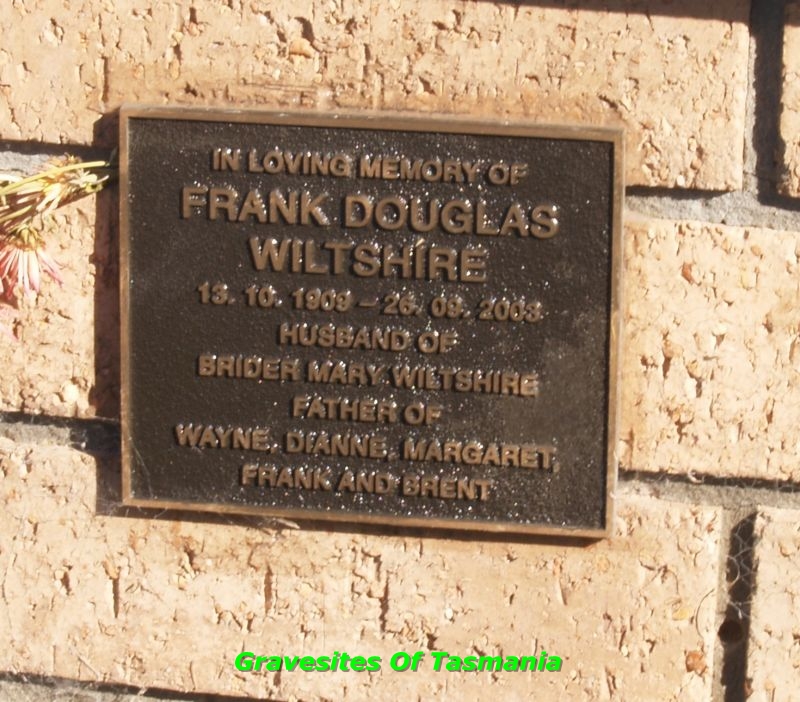 IN LOVING MEMORY OF
FRANK DOUGLAS
WILTSHIRE
13. 10. 1909 – 26. 09. 2003
HUSBAND OF
BRIDER MARY WILTSHIRE
FATHER OF
WAYNE, DIANNE, MARGARET,
FRANK AND BRENT
Gravesites Of Tasmania